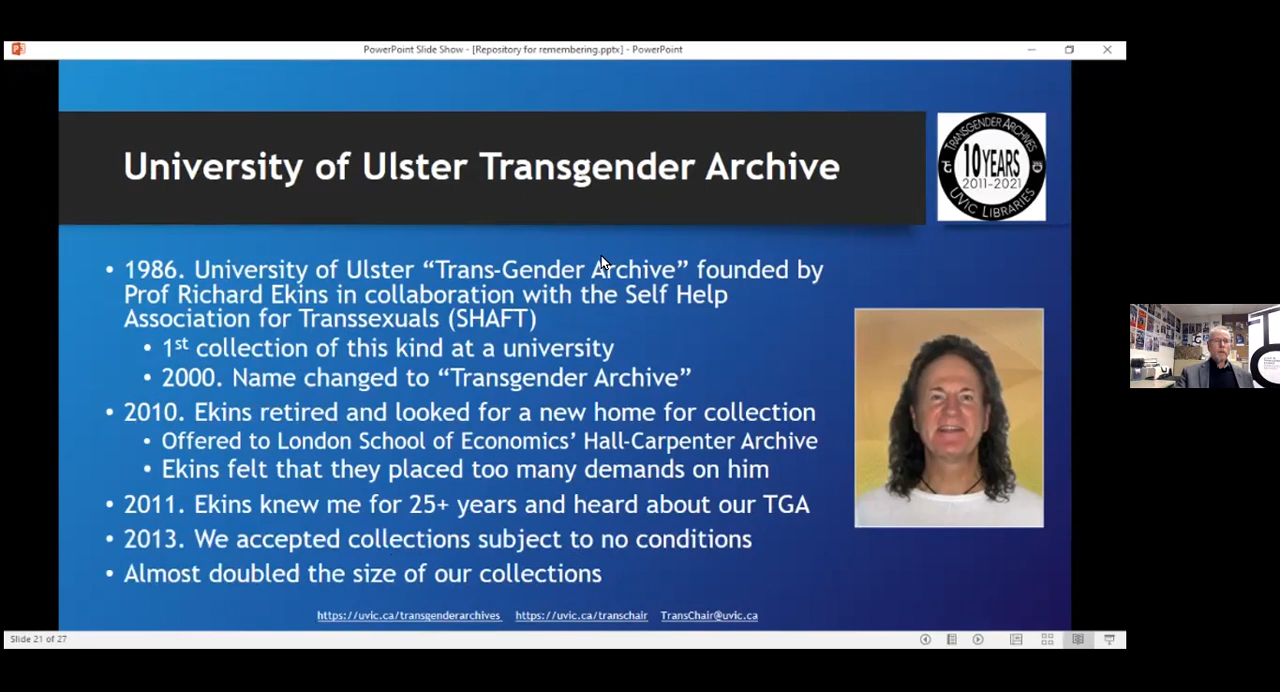 PowerPoint Slide Show - [Repository for remembering.pptx] - PowerPoint
University of Ulster Transgender Archive
TRANSGENDER ARCHIVES
10 YEARS
2011-2021
UVIC LIBRARIES
• 1986. University of Ulster “Trans-Gender Archive” founded by
Prof Richard Ekins in collaboration with the Self Help
Association for Transsexuals (SHAFT)
• 1st collection of this kind at a university
• 2000. Name changed to “Transgender Archive”
• 2010. Ekins retired and looked for a new home for collection
• Offered to London School of Economics’ Hall-Carpenter Archive
• Ekins felt that they placed too many demands on him
• 2011. Ekins knew me for 25+ years and heard about our TGA
• 2013. We accepted collections subject to no conditions
• Almost doubled the size of our collections
https://uvic.ca/transgenderarchives https://uvic.ca/transchair TransChair@uvic.ca
Slide 21 of 27